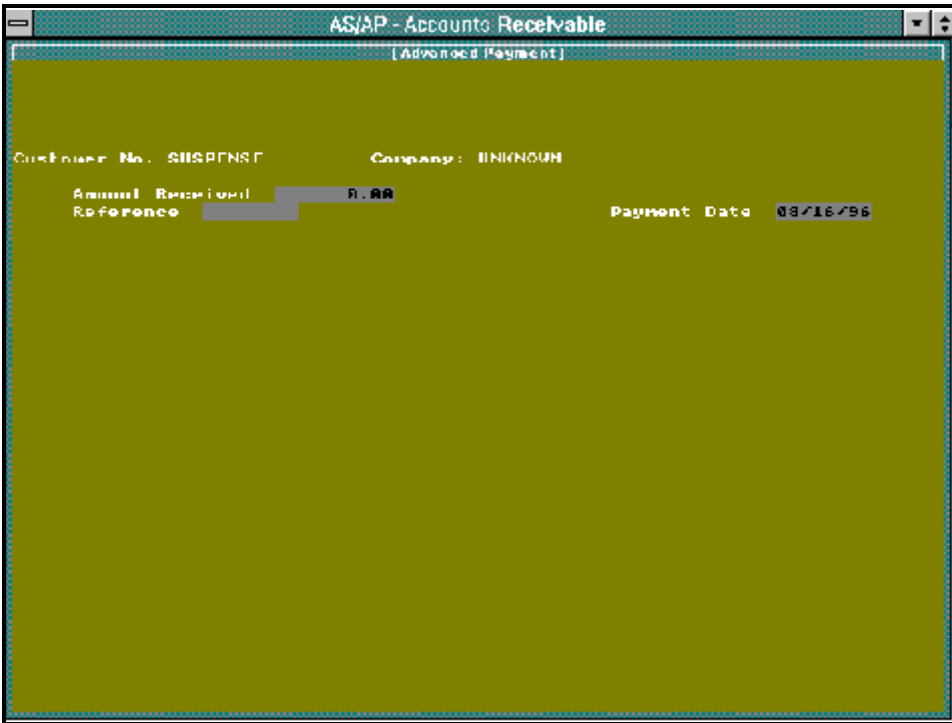 AS/AP - Accounts Receivable
[Advanced Payment]
Customer No. SUSPENSE Company: UNKNOWN
Amount Received 0.00
Reference Payment Date 08/16/96